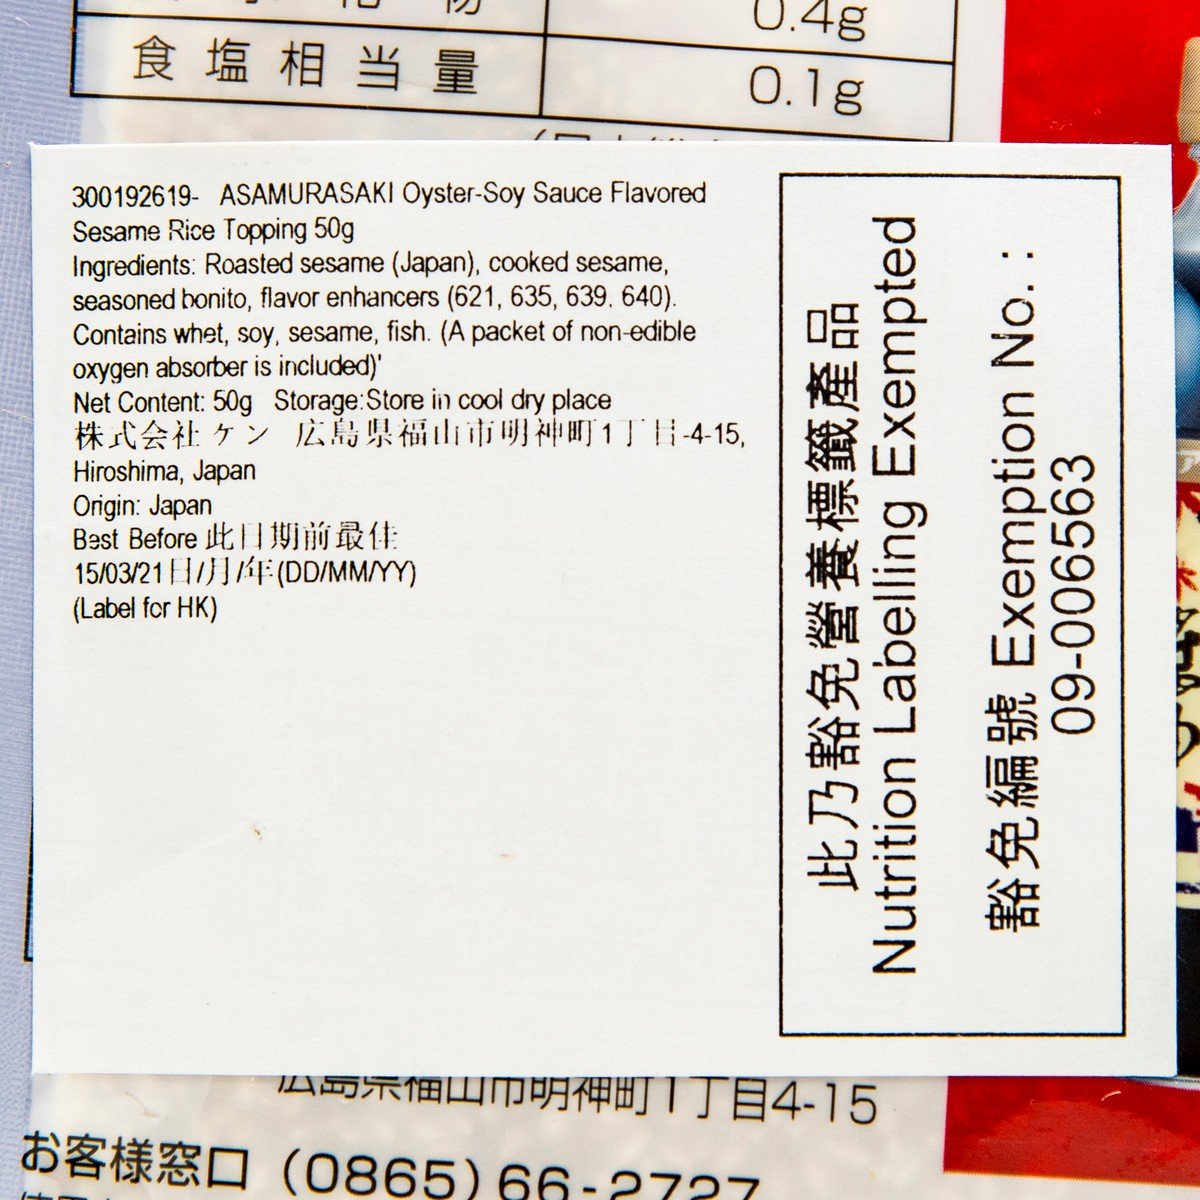 物
0.4g
食塩相当量
0.1g
300192619- ASAMURASAKI Oyster-Soy Sauce Flavored
Sesame Rice Topping 50g
Ingredients: Roasted sesame (Japan), cooked sesame,
seasoned bonito, flavor enhancers (621, 635, 639, 640).
Contains whet, soy, sesame, fish. (A packet of non-edible
oxygen absorber is included)'
Net Content: 50g Storage:Store in cool dry place
株式会社ケン 広島県福山市明神町1丁目-4-15,
Hiroshima, Japan
Origin: Japan
Best Before 此日期前最佳
15/03/21日/月/年(DD/MM/YY)
(Label for HK)
此乃豁免營養標籤產品
Nutrition Labelling Exempted
豁免編號 Exemption No. :
09-006563
広島県福山市明神町1丁目4-15
お客様窓口 (0865)66-2727